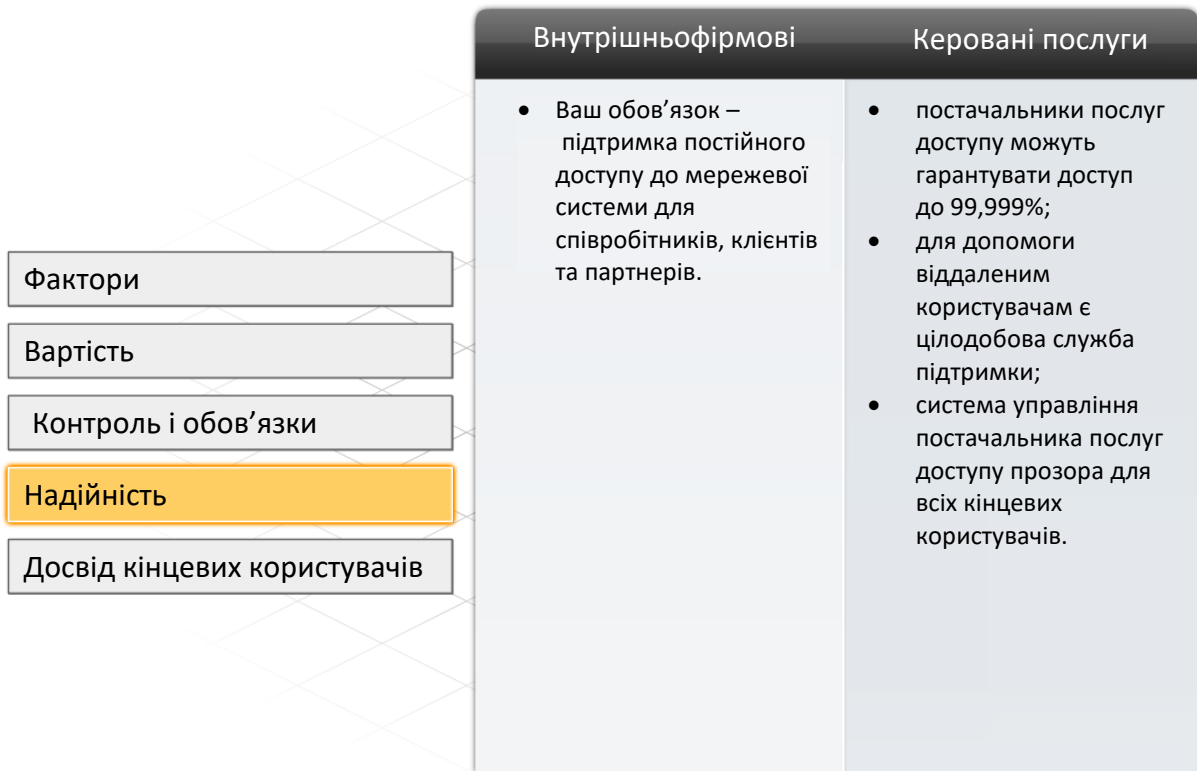 Внутрішньофірмові
Керовані послуги
• Ваш обов’язок –
підтримка постійного
доступу до мережевої
системи для
співробітників, клієнтів
та партнерів.
• постачальники послуг
доступу можуть
гарантувати доступ
до 99,999%;
• для допомоги
віддаленим
користувачам є
цілодобова служба
підтримки;
• система управління
постачальника послуг
доступу прозора для
всіх кінцевих
користувачів.
Фактори
Вартість
Контроль і обов’язки
Надійність
Досвід кінцевих користувачів